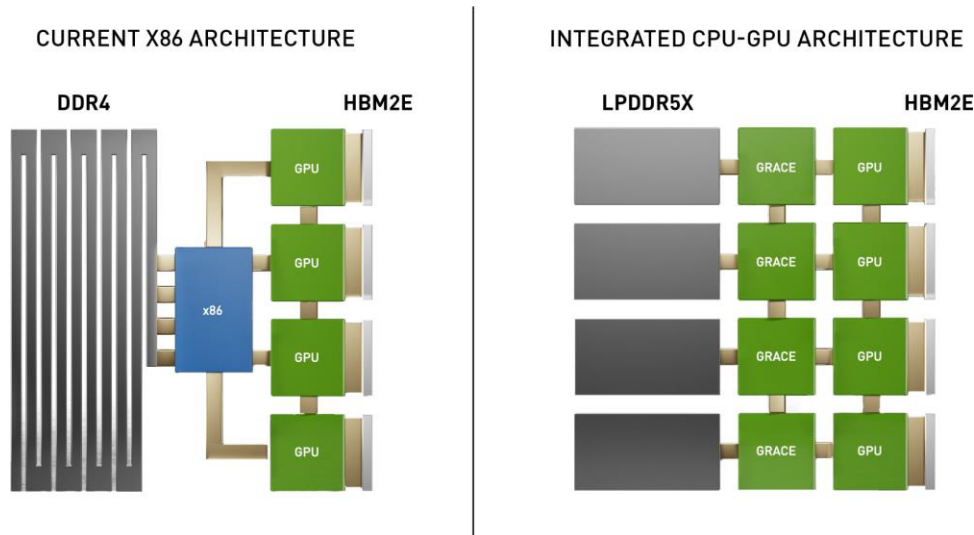 CURRENT X86 ARCHITECTURE
DDR4
HBM2E
GPU
GPU
x86
GPU
GPU
INTEGRATED CPU-GPU ARCHITECTURE
LPDDR5X
HBM2E
GRACE
GPU
GRACE
GPU
GRACE
GPU
GRACE
GPU